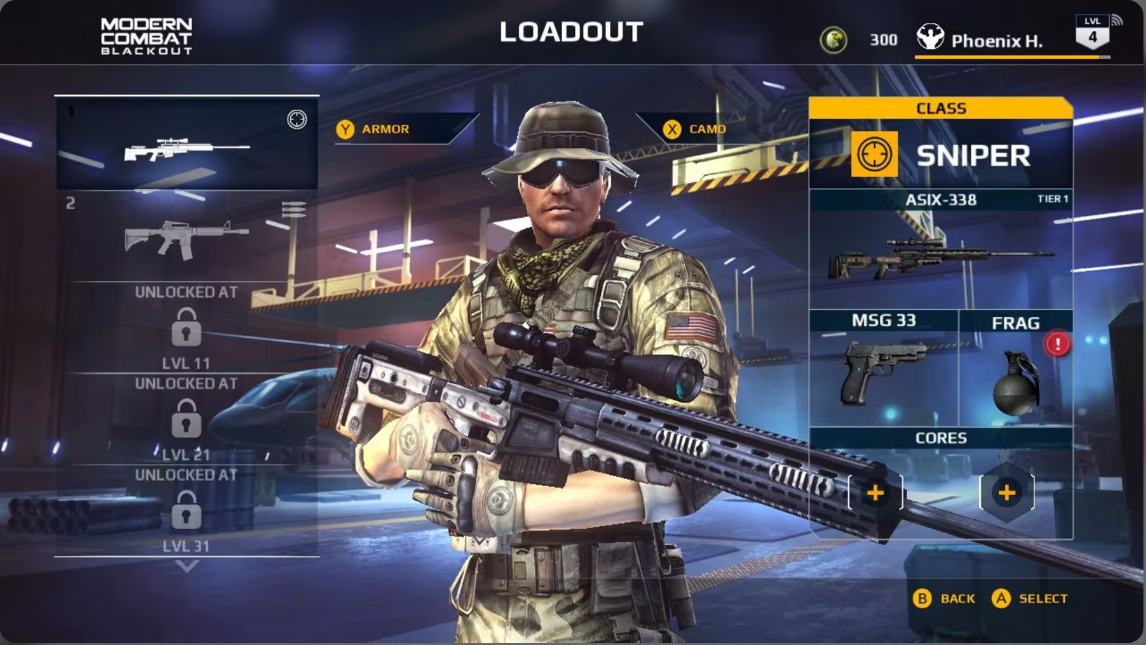 MODERN
COMBAT
BLACKOUT
LOADOUT
300
Phoenix H.
LVL
4
1
2
UNLOCKED AT
LVL 11
UNLOCKED AT
LVL 21
UNLOCKED AT
LVL 31
Y ARMOR
X CAMO
CLASS
SNIPER
ASIX-338 TIER 1
MSG 33
FRAG
!
CORES
+ +
B BACK A SELECT